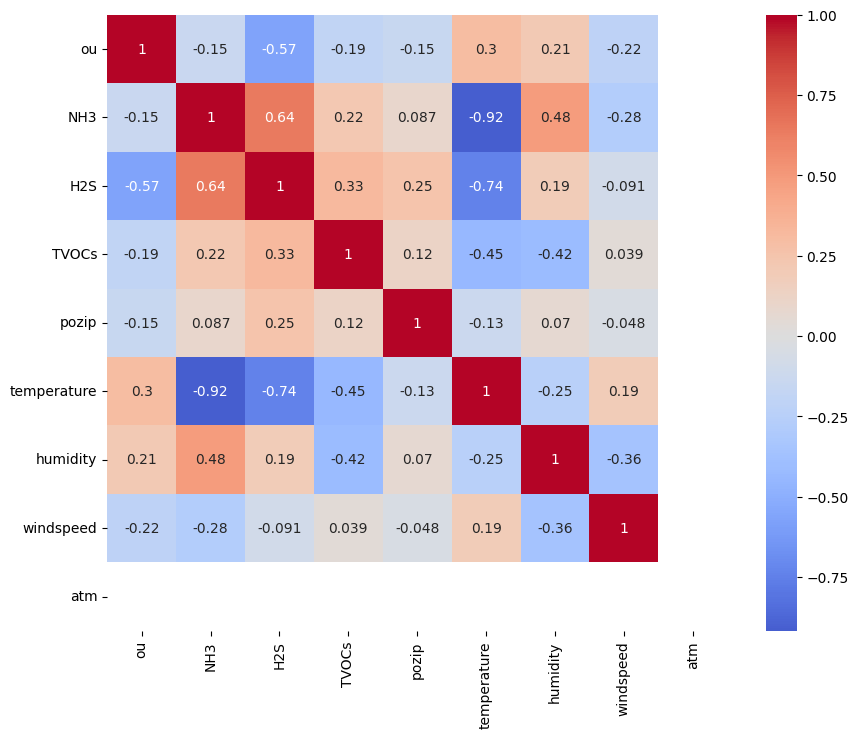 ou 1 -0.15 -0.57 -0.19 -0.15 0.3 0.21 -0.22
NH3 -0.15 1 0.64 0.22 0.087 -0.92 0.48 -0.28
H2S -0.57 0.64 1 0.33 0.25 -0.74 0.19 -0.091
TVOCs -0.19 0.22 0.33 1 0.12 -0.45 -0.42 0.039
pozip -0.15 0.087 0.25 0.12 1 -0.13 0.07 -0.048
temperature 0.3 -0.92 -0.74 -0.45 -0.13 1 -0.25 0.19
humidity 0.21 0.48 0.19 -0.42 0.07 -0.25 1 -0.36
windspeed -0.22 -0.28 -0.091 0.039 -0.048 0.19 -0.36 1
atm
ou NH3 H2S TVOCs pozip temperature humidity windspeed atm
1.00
0.75
0.50
0.25
0.00
−0.25
−0.50
−0.75